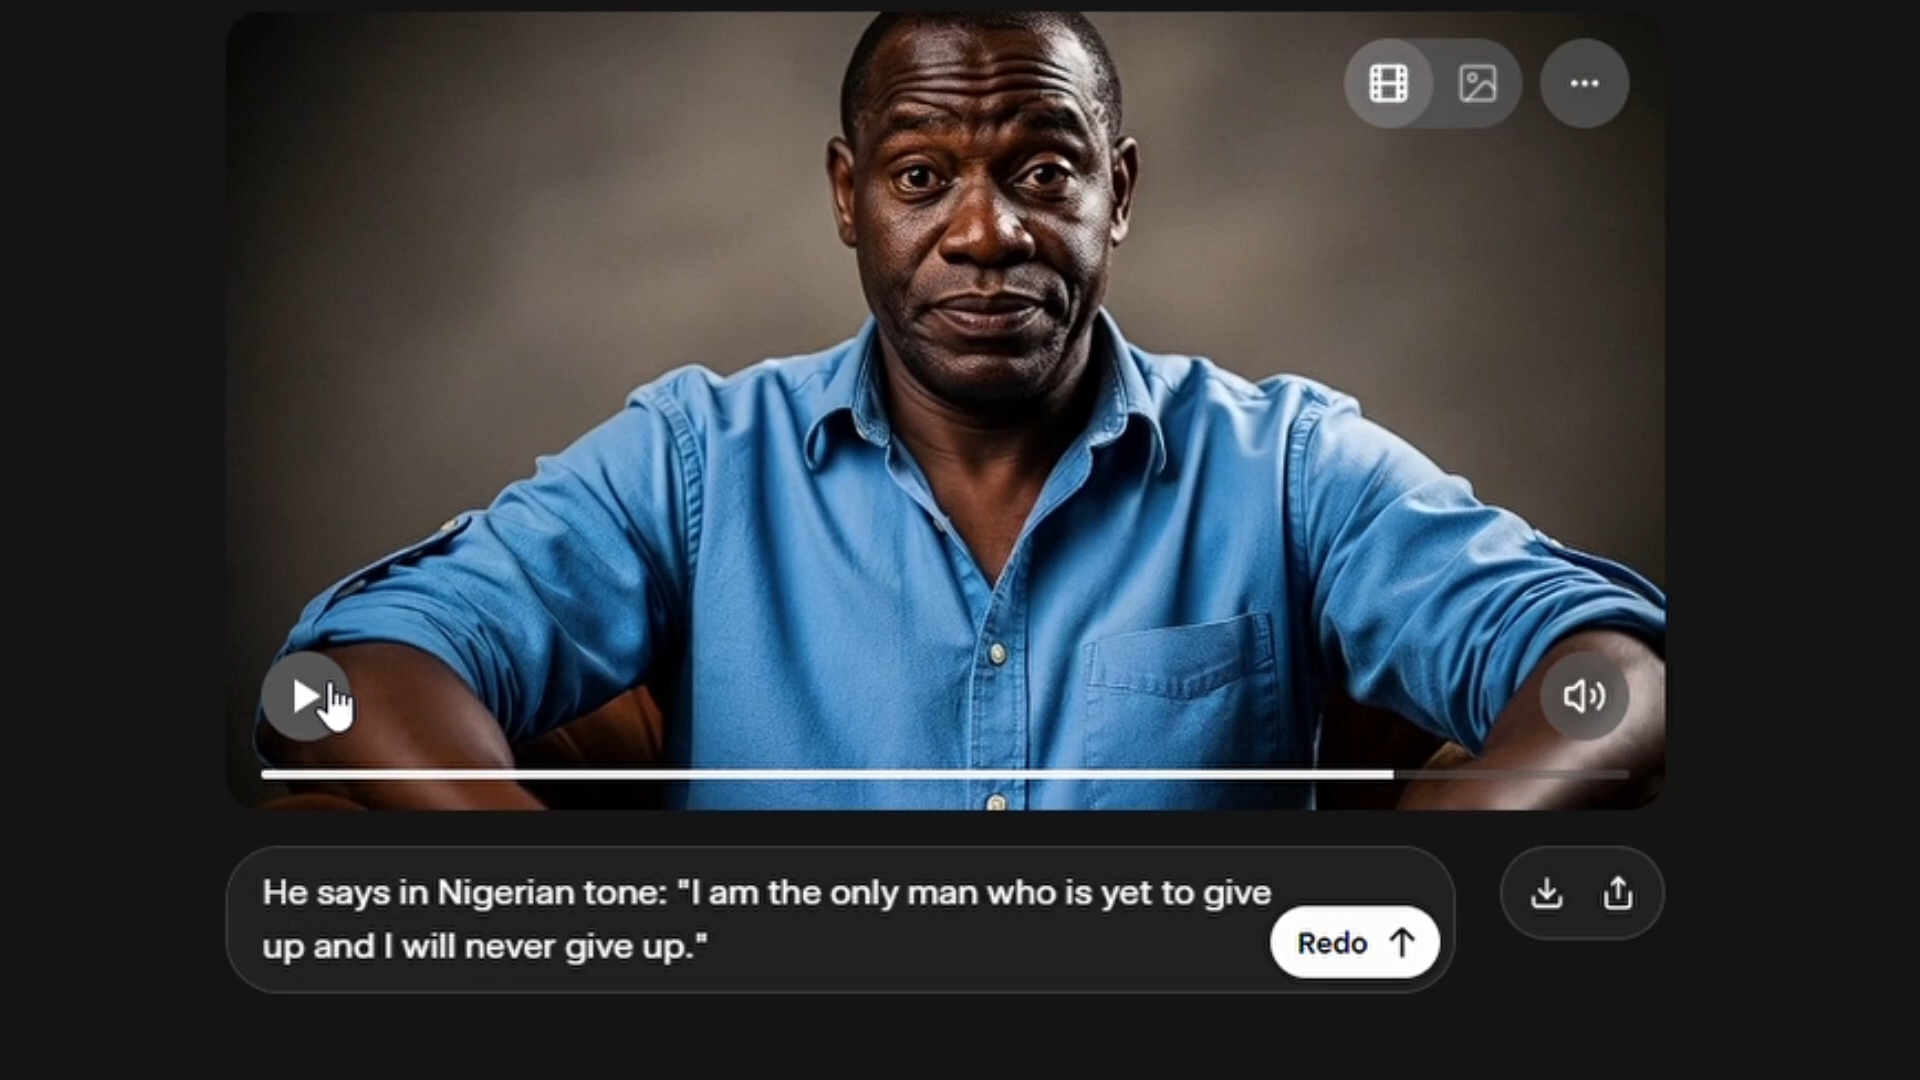 He says in Nigerian tone: "I am the only man who is yet to give
up and I will never give up."
Redo